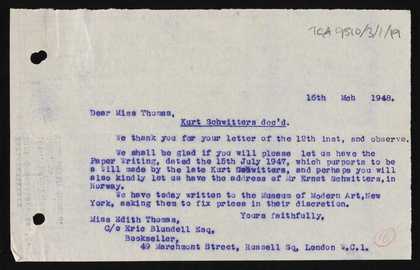 TGA 9510/3/1/19
15th Mch 1948.
Dear Miss Thomas,
Kurt Schwitters dec'd.
We thank you for your letter of the 12th inst, and observe.
We shall be glad if you will please let us have the
Paper Writing, dated the 15th July 1947, which purports to be
a Will made by the late Kurt Schwitters, and perhaps you will
also kindly let us have the address of Mr Ernst Schwitters, in
Norway.
We have today written to the Museum of Modern Art, New
York, asking them to fix prices in their discretion.
Miss Edith Thomas, Yours faithfully,
C/o Eric Blundell Esq,
Bookseller,
49 Marchmont Street, Russell Sq, London W.C.1.